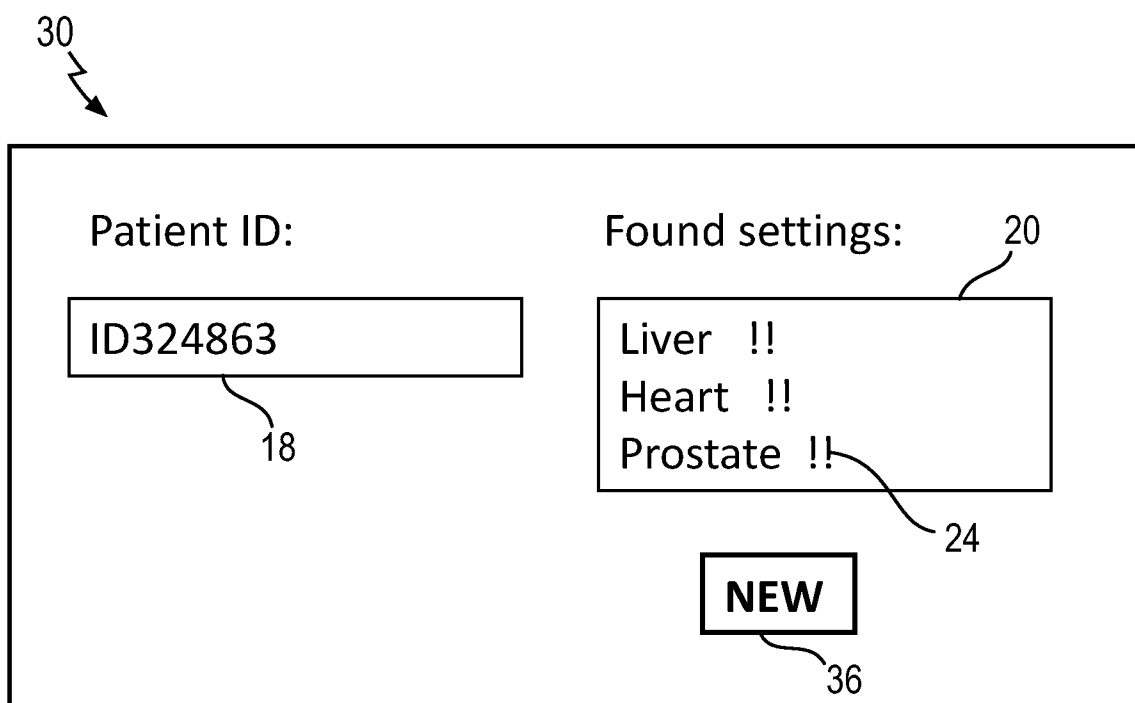 30
Patient ID:
Found settings:
20
ID324863
18
Liver !!
Heart !!
Prostate !!
24
NEW
36